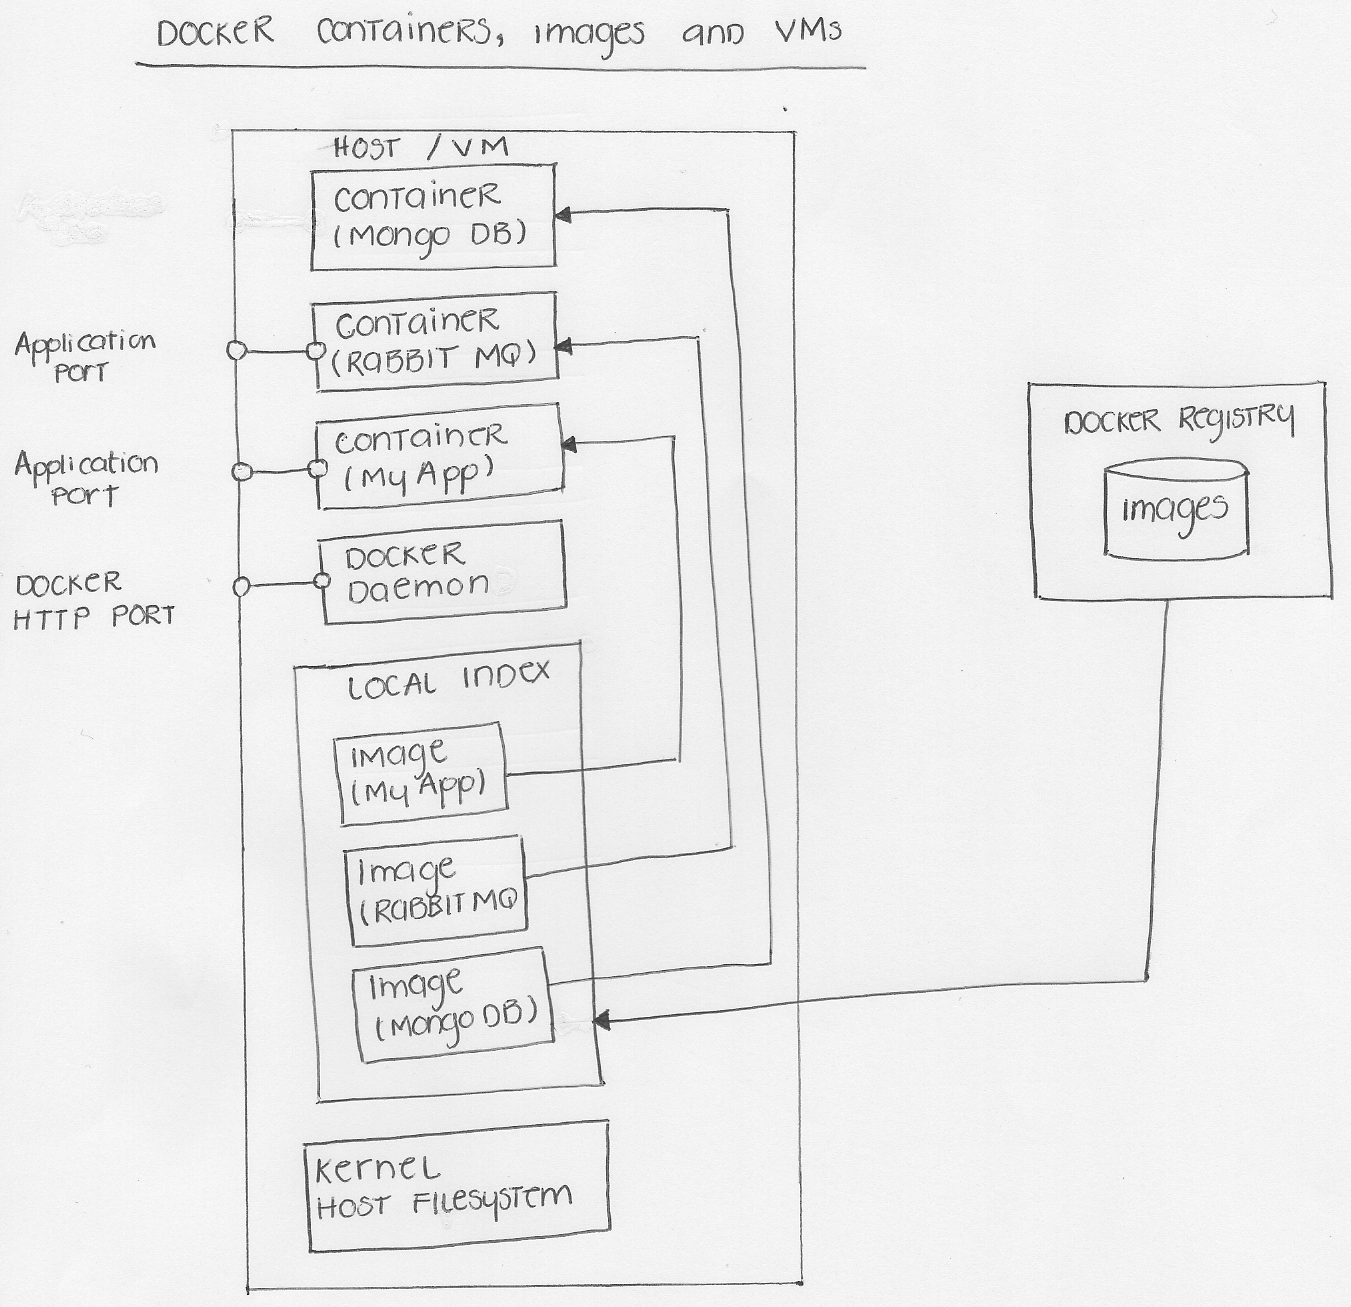 DOCKER CONTAINERS, IMAGES AND VMs
HOST / VM
CONTAINER
(MONGO DB)
CONTAINER
(RABBIT MQ)
CONTAINER
(My App)
DOCKER
DAEMON
LOCAL INDEX
IMAGE
(My App)
Image
(RABBIT MQ
Image
(Mongo DB)
KERNEL
HOST FILESYSTEM
Application
PORT
Application
PORT
DOCKER
HTTP PORT
DOCKER REGISTRY
images